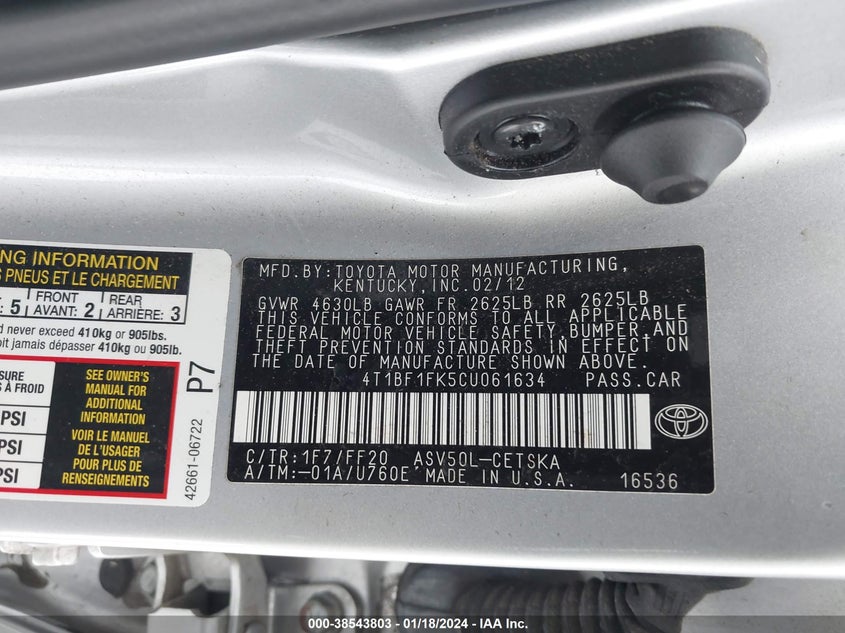 NG INFORMATION
S PNEUS ET LE CHARGEMENT
: 5 FRONT AVANT: 2 REAR ARRIÈRE: 3
d never exceed 410kg or 905lbs.
oit jamais dépasser 410kg ou 905lb.
SURE
S À FROID
PSI
PSI
PSI
SEE OWNER'S
MANUAL FOR
ADDITIONAL
INFORMATION
VOIR LE MANUEL
DE L'USAGER
POUR PLUS DE
RENSEIGNEMENTS
P7
42661-06722
MFD.BY:TOYOTA MOTOR MANUFACTURING,
KENTUCKY,INC.02/12
GVWR 4630LB GAWR FR 2625LB RR 2625LB
THIS VEHICLE CONFORMS TO ALL APPLICABLE
FEDERAL MOTOR VEHICLE SAFETY,BUMPER,AND
THEFT PREVENTION STANDARDS IN EFFECT ON
THE DATE OF MANUFACTURE SHOWN ABOVE.
4T1BF1FK5CU061634 PASS.CAR
C/TR:1F7/FF20 ASV50L-CETSKA
A/TM:-01A/U760E MADE IN U.S.A.
16536
000-38543803 / 01/18/2024 / IAA Inc.